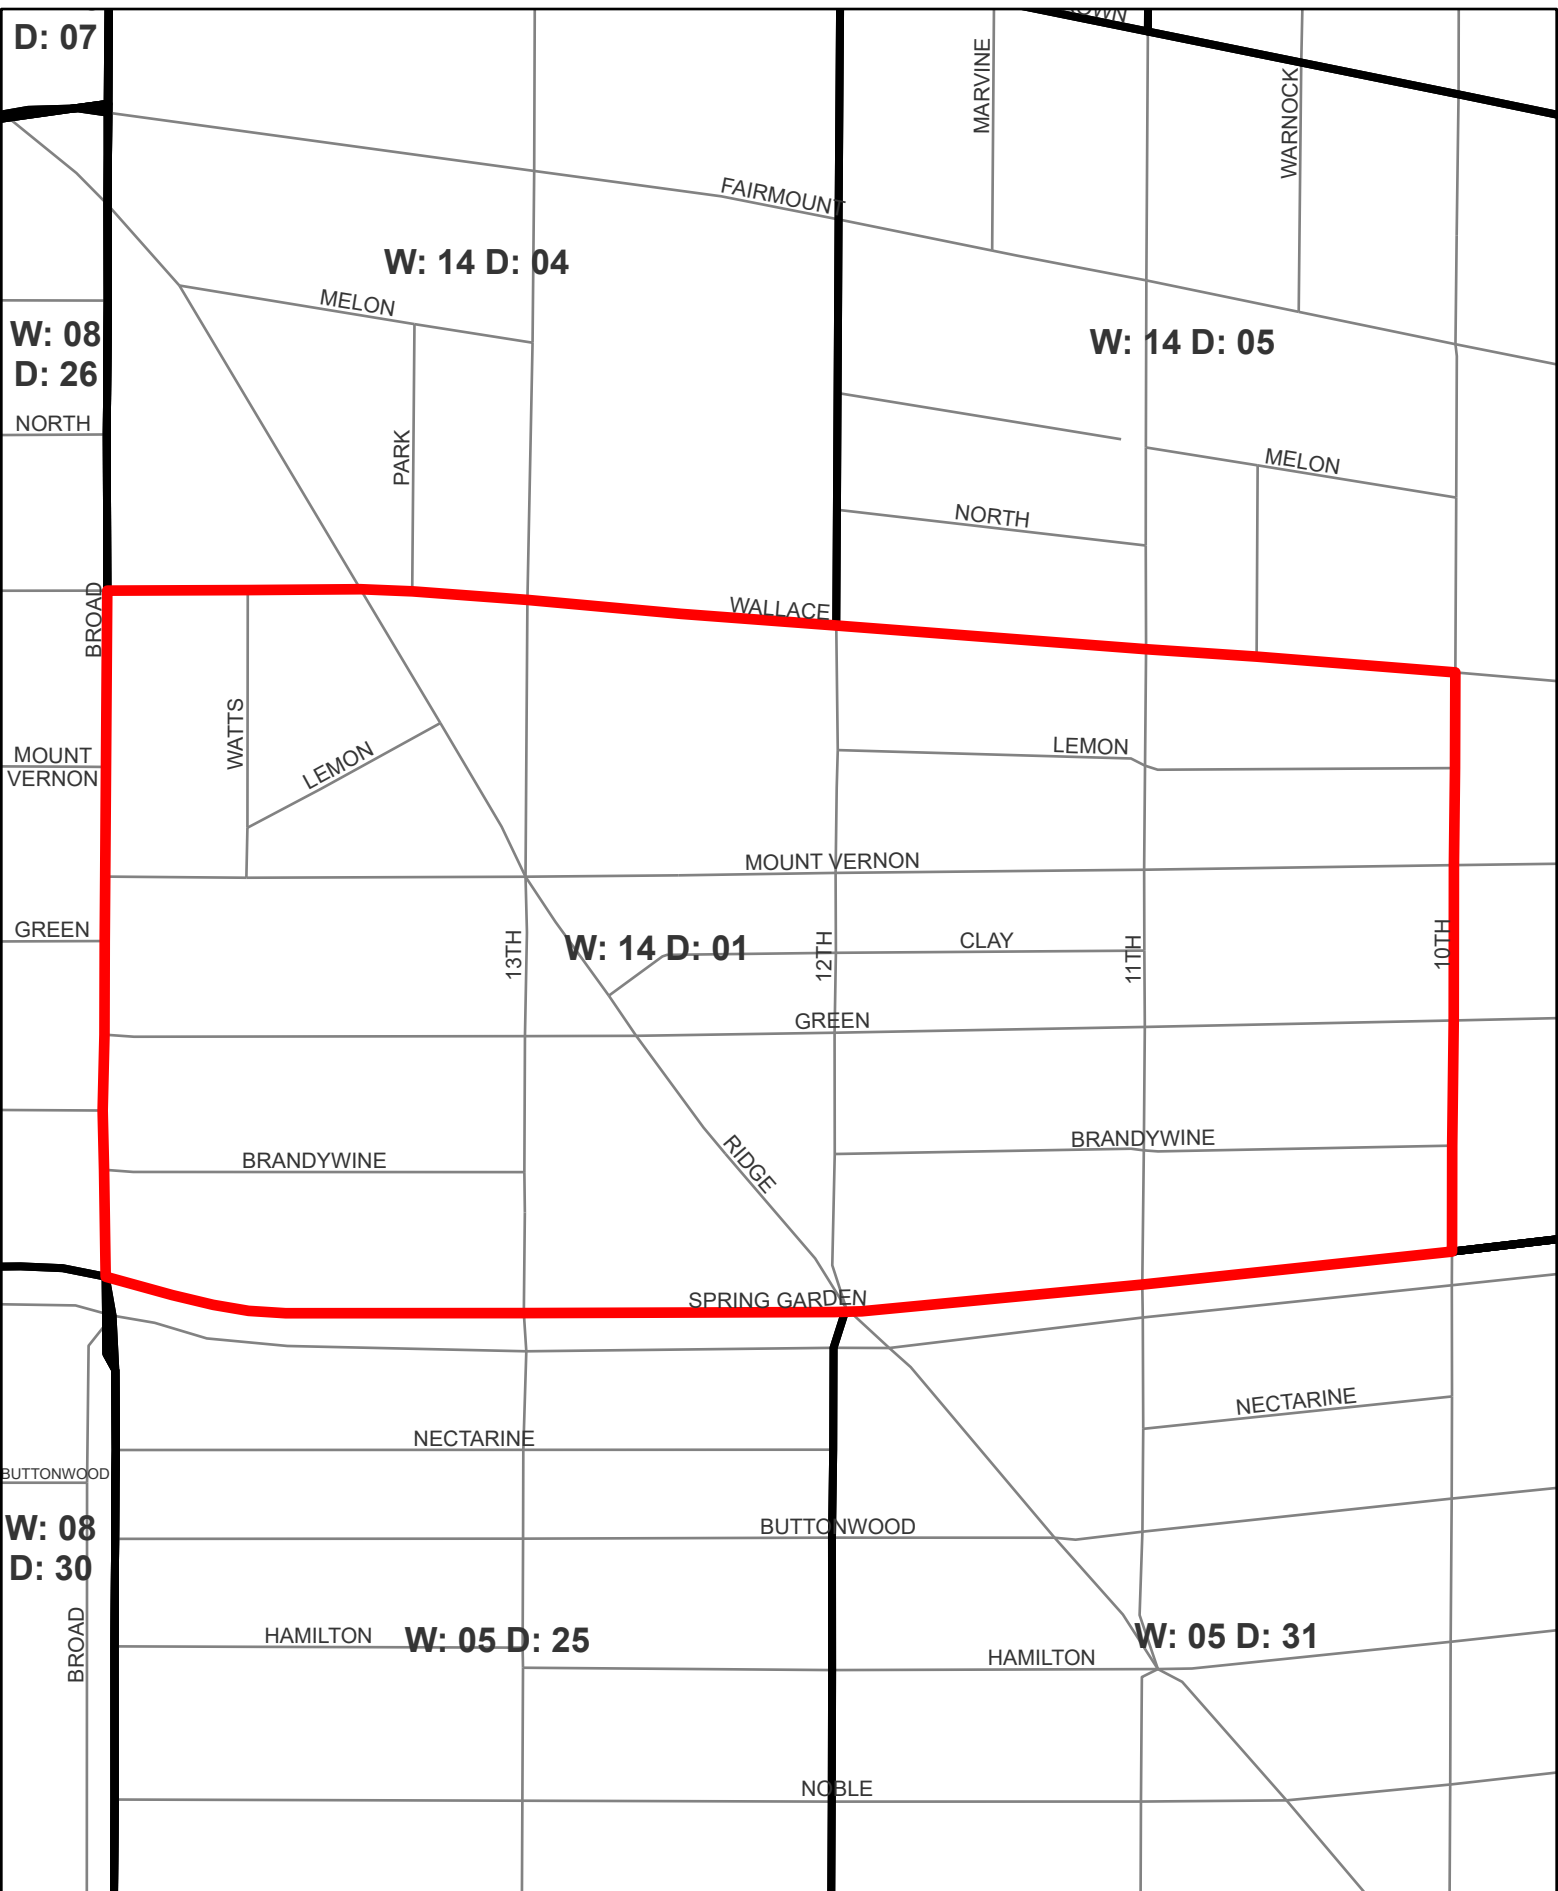 D: 07
MARVINE
WARNOCK
FAIRMOUNT
W: 14 D: 04
MELON
W: 08
D: 26
W: 14 D: 05
NORTH
PARK
MELON
NORTH
BROAD
WALLACE
WATTS
LEMON
MOUNT
VERNON
LEMON
MOUNT VERNON
GREEN
13TH
W: 14 D: 01
12TH
CLAY
11TH
10TH
GREEN
BRANDYWINE
RIDGE
BRANDYWINE
SPRING GARDEN
NECTARINE
NECTARINE
BUTTONWOOD
W: 08
D: 30
BUTTONWOOD
BROAD
HAMILTON
W: 05 D: 25
HAMILTON
W: 05 D: 31
NOBLE